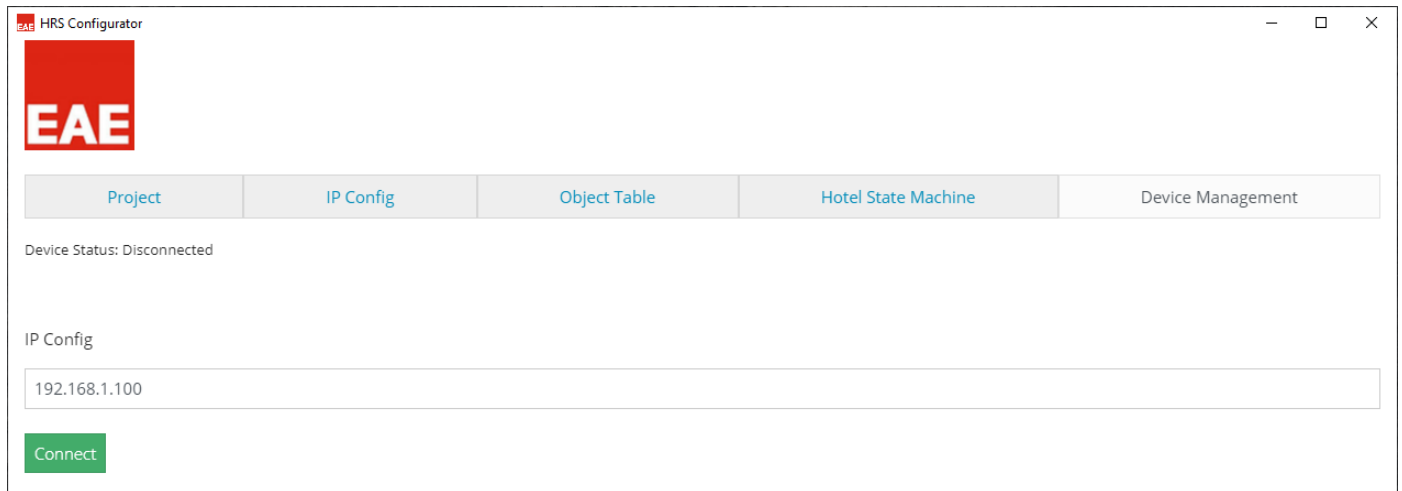 EAE HRS Configurator
EAE
Project IP Config Object Table Hotel State Machine Device Management
Device Status: Disconnected
IP Config
192.168.1.100
Connect